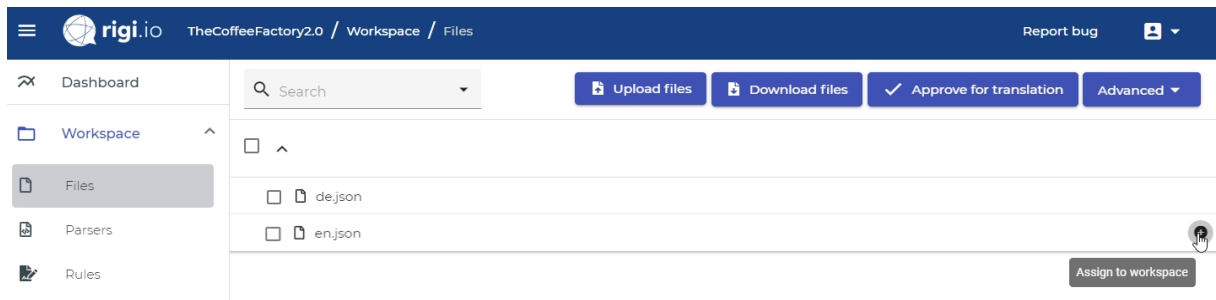 rigi.io TheCoffeeFactory2.0 / Workspace / Files Report bug
Dashboard
Search
Upload files
Download files
Approve for translation
Advanced
Workspace
Files
de.json
Parsers
en.json
Rules
Assign to workspace